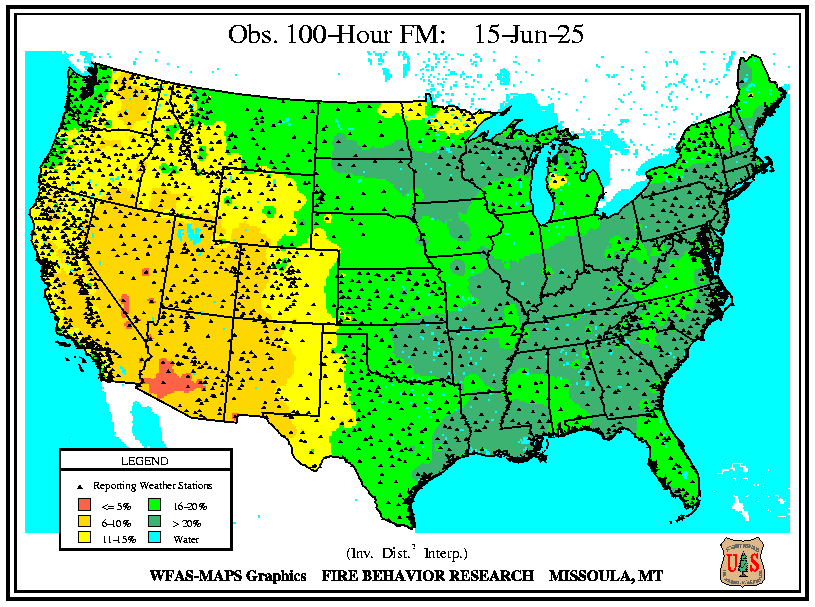 Obs. 100-Hour FM: 15-Jun-25
LEGEND
Reporting Weather Stations
<= 5% 16-20%
6-10% > 20%
11-15% Water
(Inv. Dist.² Interp.)
WFAS-MAPS Graphics FIRE BEHAVIOR RESEARCH MISSOULA, MT
U S